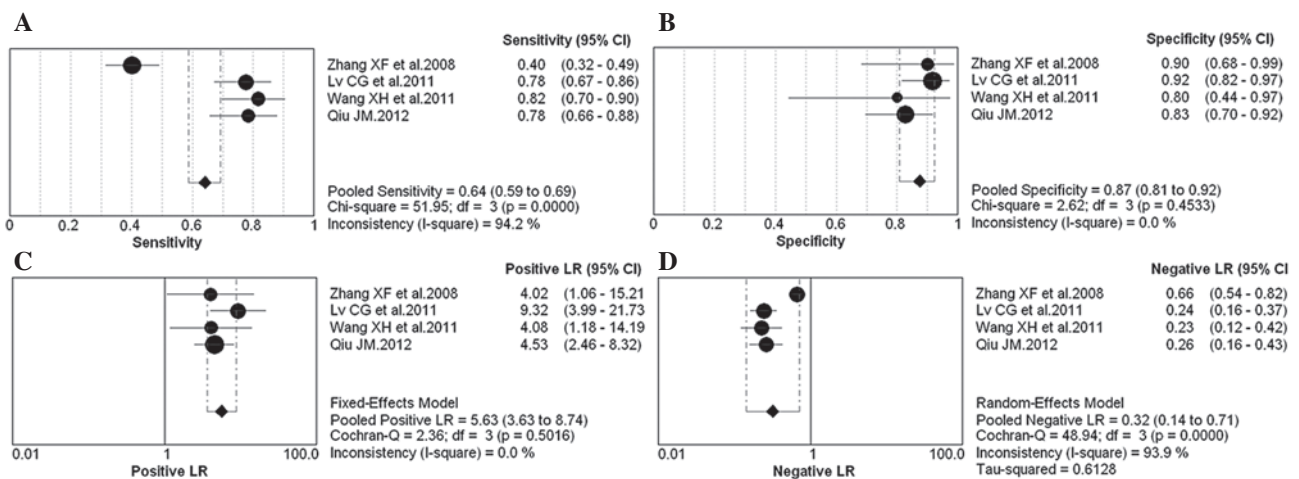 A
Sensitivity (95% CI)
Zhang XF et al.2008 0.40 (0.32 - 0.49)
Lv CG et al.2011 0.78 (0.67 - 0.86)
Wang XH et al.2011 0.82 (0.70 - 0.90)
Qiu JM.2012 0.78 (0.66 - 0.88)
Pooled Sensitivity = 0.64 (0.59 to 0.69)
Chi-square = 51.95; df = 3 (p = 0.0000)
Inconsistency (I-square) = 94.2 %
0 0.2 0.4 0.6 0.8 1
Sensitivity
B
Specificity (95% CI)
Zhang XF et al.2008 0.90 (0.68 - 0.99)
Lv CG et al.2011 0.92 (0.82 - 0.97)
Wang XH et al.2011 0.80 (0.44 - 0.97)
Qiu JM.2012 0.83 (0.70 - 0.92)
Pooled Specificity = 0.87 (0.81 to 0.92)
Chi-square = 2.62; df = 3 (p = 0.4533)
Inconsistency (I-square) = 0.0 %
0 0.2 0.4 0.6 0.8 1
Specificity
C
Positive LR (95% CI)
Zhang XF et al.2008 4.02 (1.06 - 15.21
Lv CG et al.2011 9.32 (3.99 - 21.73
Wang XH et al.2011 4.08 (1.18 - 14.19
Qiu JM.2012 4.53 (2.46 - 8.32)
Fixed-Effects Model
Pooled Positive LR = 5.63 (3.63 to 8.74)
Cochran-Q = 2.36; df = 3 (p = 0.5016)
Inconsistency (I-square) = 0.0 %
0.01 1 100.0
Positive LR
D
Negative LR (95% CI)
Zhang XF et al.2008 0.66 (0.54 - 0.82)
Lv CG et al.2011 0.24 (0.16 - 0.37)
Wang XH et al.2011 0.23 (0.12 - 0.42)
Qiu JM.2012 0.26 (0.16 - 0.43)
Random-Effects Model
Pooled Negative LR = 0.32 (0.14 to 0.71)
Cochran-Q = 48.94; df = 3 (p = 0.0000)
Inconsistency (I-square) = 93.9 %
Tau-squared = 0.6128
0.01 1 100.0
Negative LR